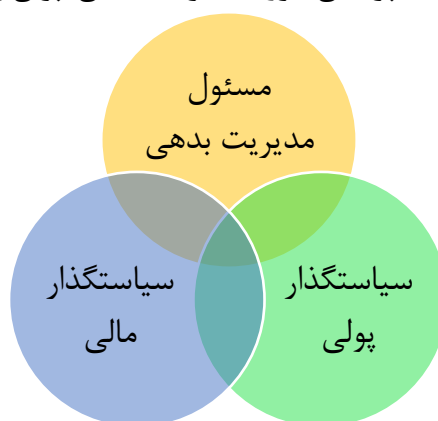 مسئول
مدیریت بدهی
سیاستگذار
پولی
سیاستگذار
مالی